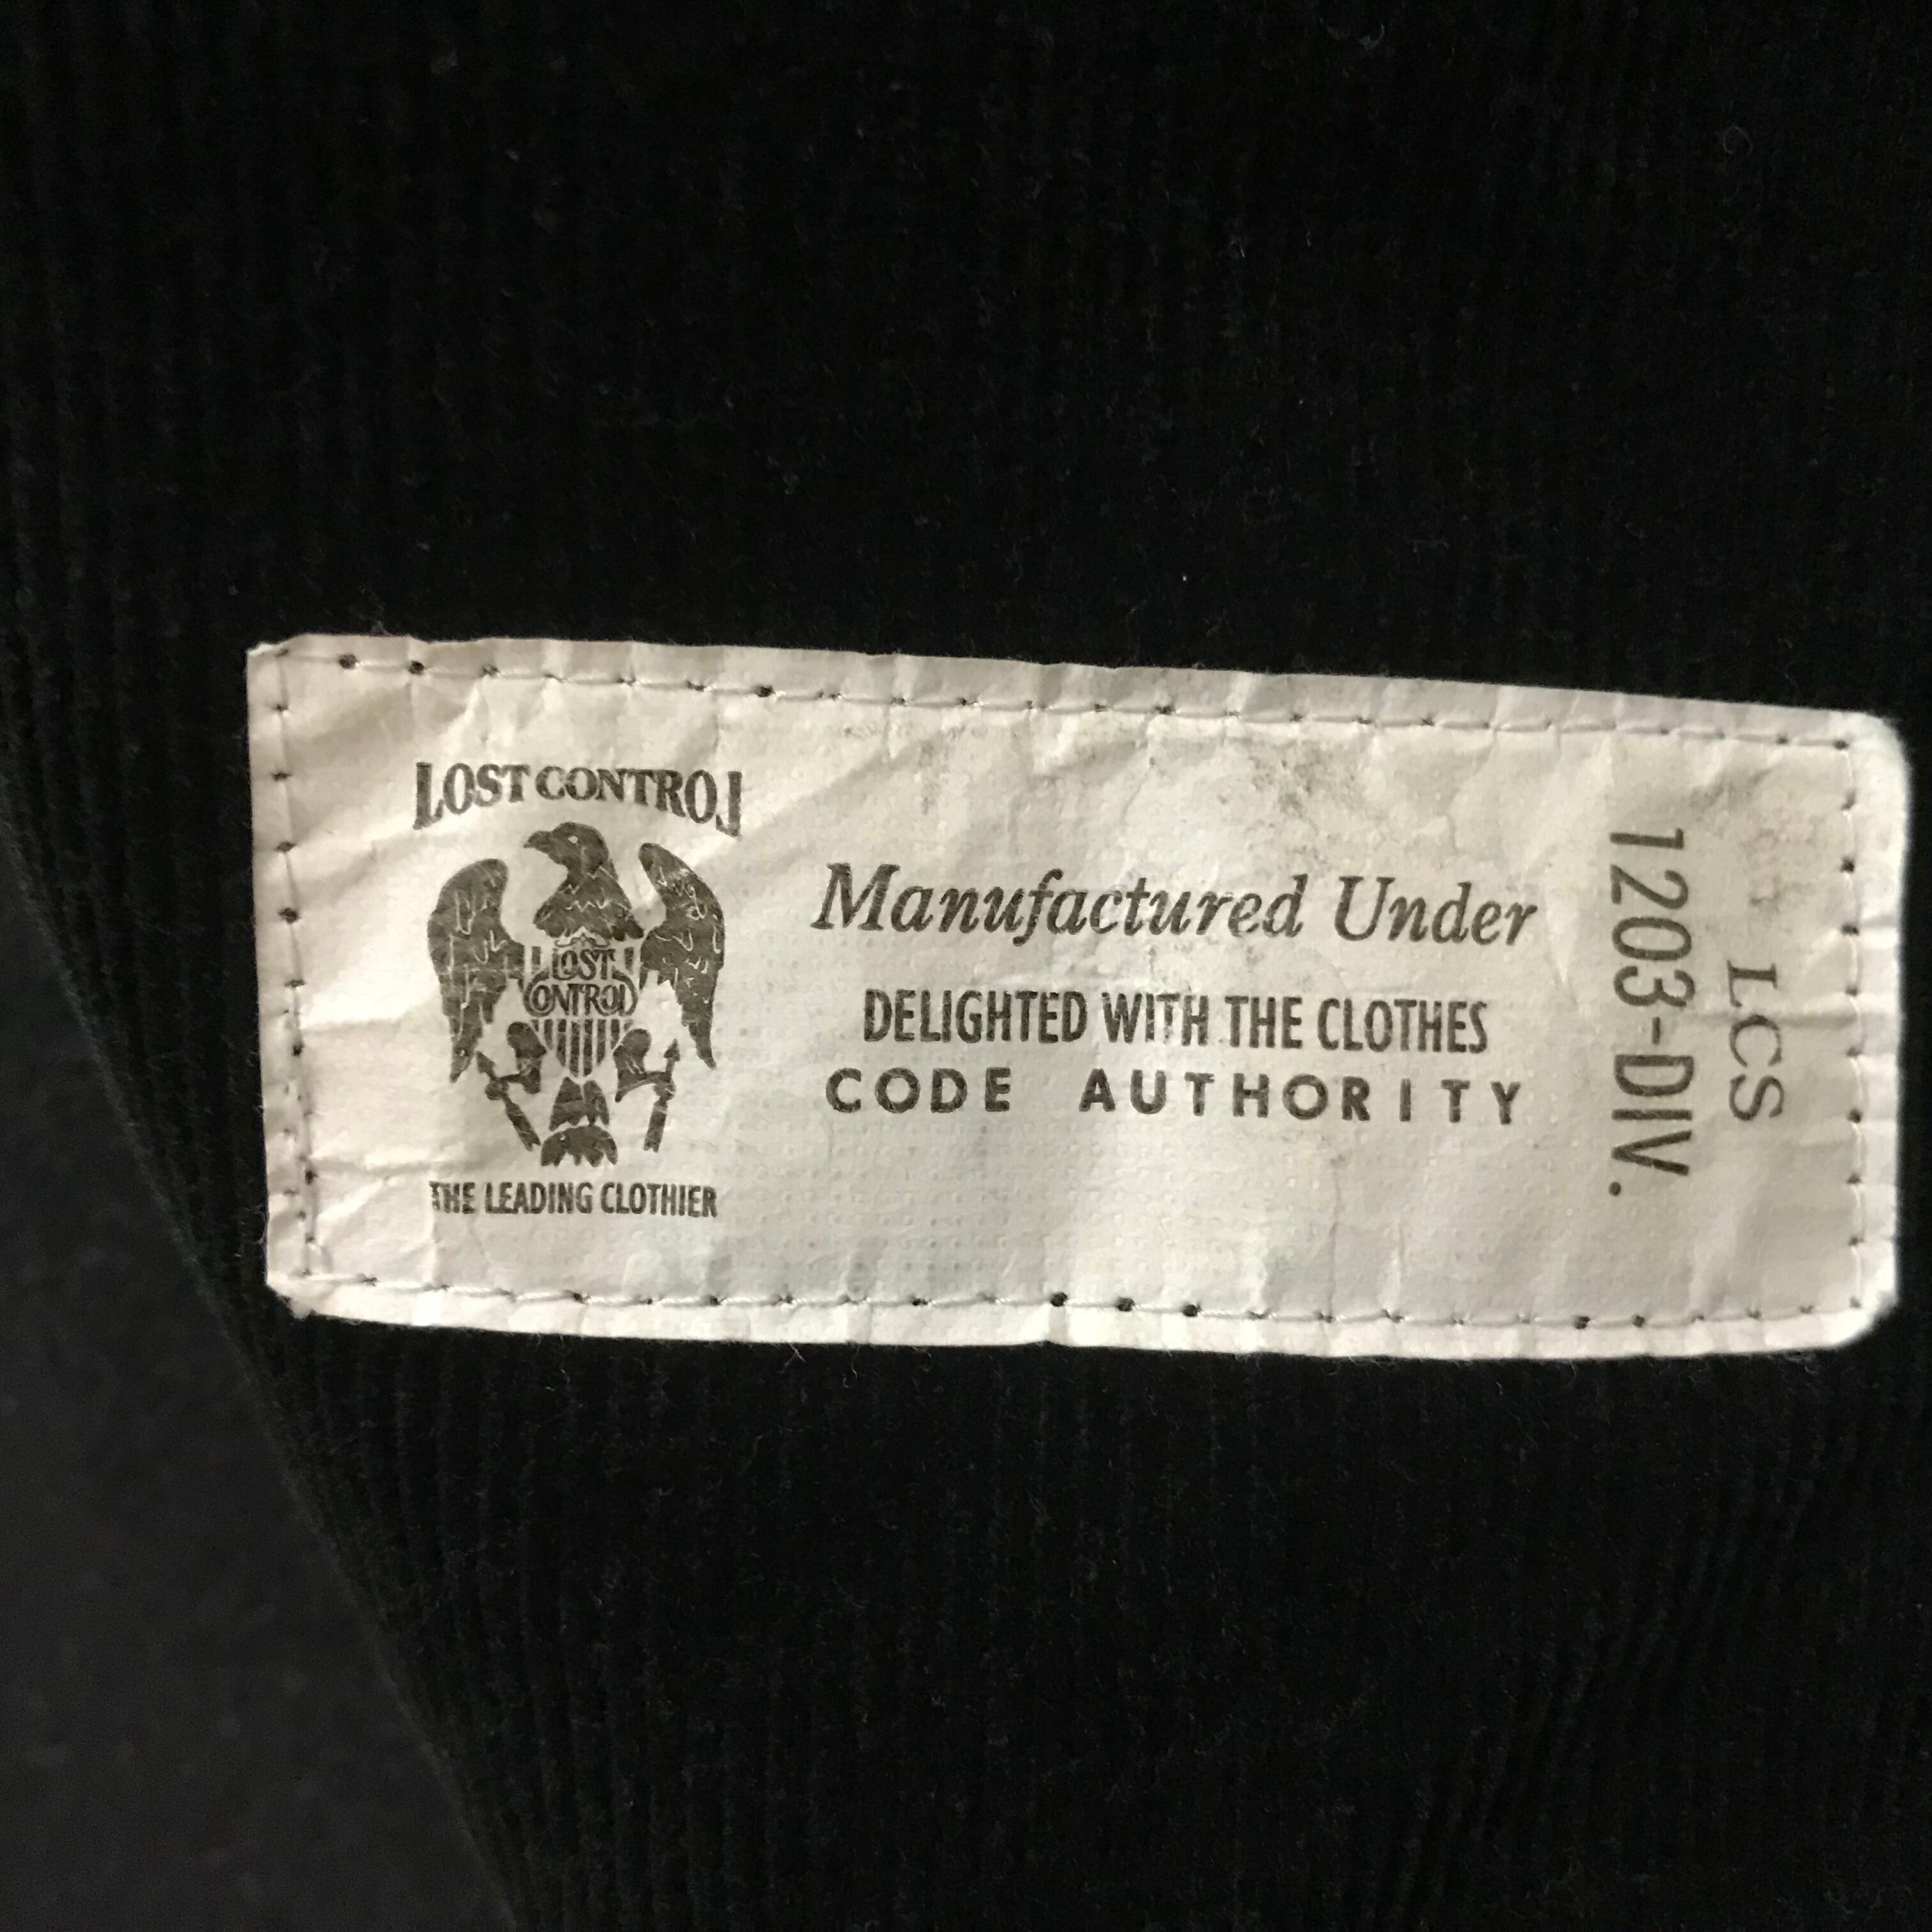 LOST CONTROL
LOST
CONTROL
THE LEADING CLOTHIER
Manufactured Under
DELIGHTED WITH THE CLOTHES
CODE AUTHORITY
LCS
1203-DIV.